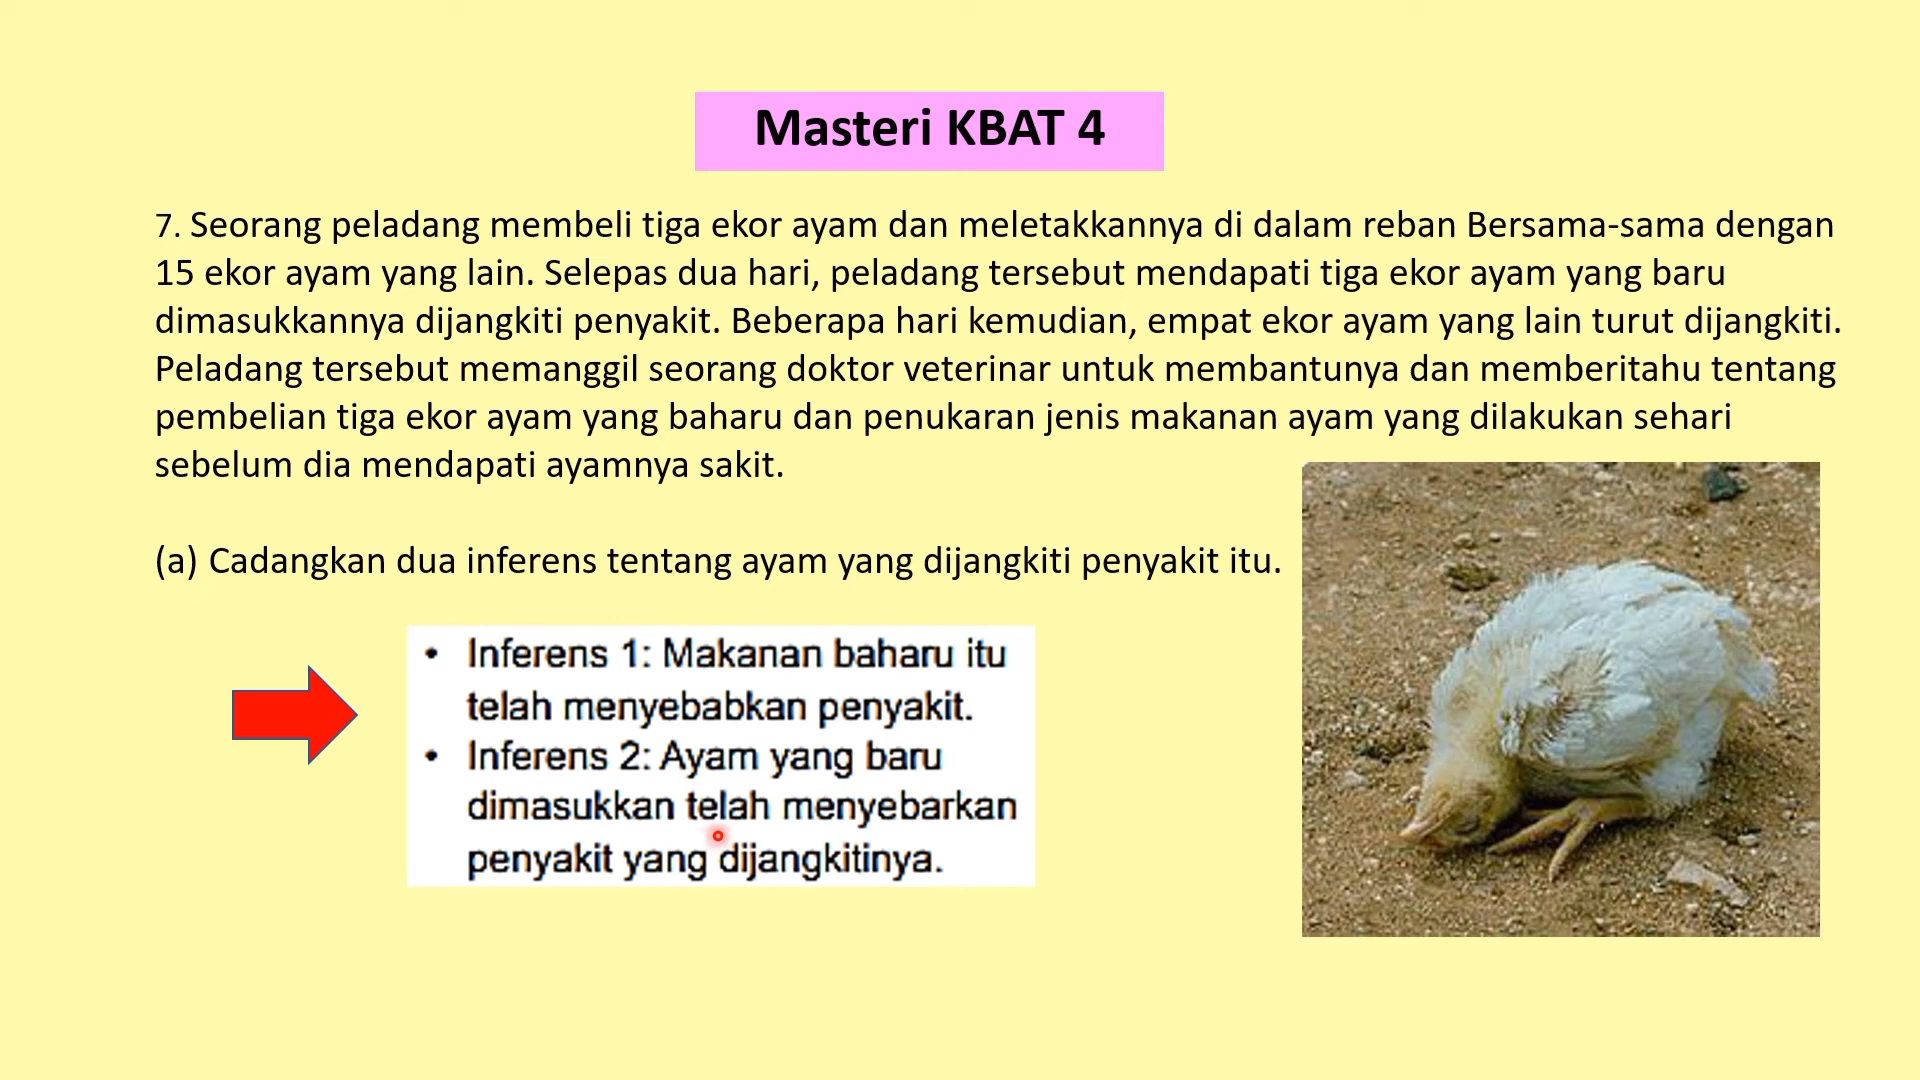 Masteri KBAT 4
7. Seorang peladang membeli tiga ekor ayam dan meletakkannya di dalam reban Bersama-sama dengan
15 ekor ayam yang lain. Selepas dua hari, peladang tersebut mendapati tiga ekor ayam yang baru
dimasukkannya dijangkiti penyakit. Beberapa hari kemudian, empat ekor ayam yang lain turut dijangkiti.
Peladang tersebut memanggil seorang doktor veterinar untuk membantunya dan memberitahu tentang
pembelian tiga ekor ayam yang baharu dan penukaran jenis makanan ayam yang dilakukan sehari
sebelum dia mendapati ayamnya sakit.
(a) Cadangkan dua inferens tentang ayam yang dijangkiti penyakit itu.
• Inferens 1: Makanan baharu itu
telah menyebabkan penyakit.
• Inferens 2: Ayam yang baru
dimasukkan telah menyebarkan
penyakit yang dijangkitinya.